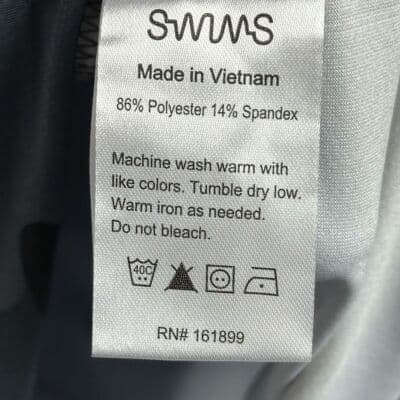 SWIMS
Made in Vietnam
86% Polyester 14% Spandex
Machine wash warm with
like colors. Tumble dry low.
Warm iron as needed.
Do not bleach.
40C
RN# 161899